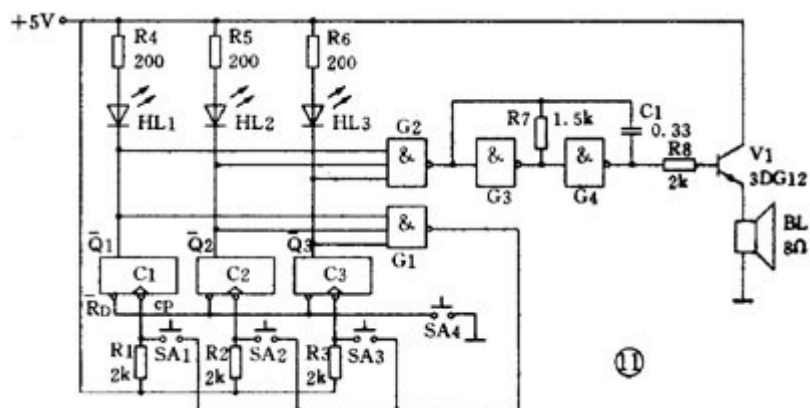 +5V
R4
200
R5
200
R6
200
HL1
HL2
HL3
G2
&
R7
1.5k
C1
0.33
&
G3
&
G4
R8
2k
V1
3DG12
BL
8Ω
&
G1
Q̄1
Q̄2
Q̄3
C1
C2
C3
R̄D
cp
SA4
R1
2k
SA1
R2
2k
SA2
R3
2k
SA3
⑪